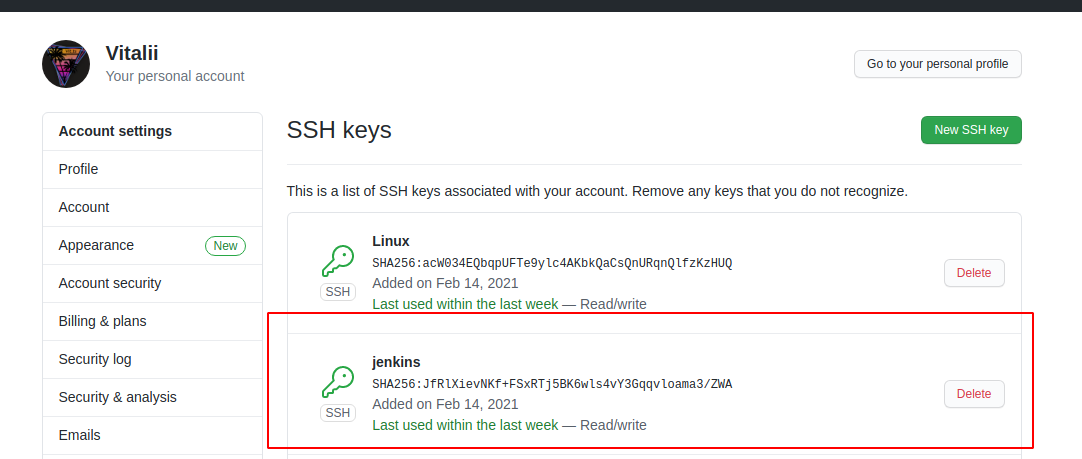 Vitalii
Your personal account
Go to your personal profile
Account settings
Profile
Account
Appearance
New
Account security
Billing & plans
Security log
Security & analysis
Emails
SSH keys
New SSH key
This is a list of SSH keys associated with your account. Remove any keys that you do not recognize.
Linux
SHA256:acW034EQbqpUFTe9ylc4AKbkQaCsQnURqnQlfzKzHUQ
Added on Feb 14, 2021
Last used within the last week — Read/write
SSH
Delete
jenkins
SHA256:JfRlXievNKf+FSxRTj5BK6wls4vY3Gqqvloama3/ZWA
Added on Feb 14, 2021
Last used within the last week — Read/write
SSH
Delete